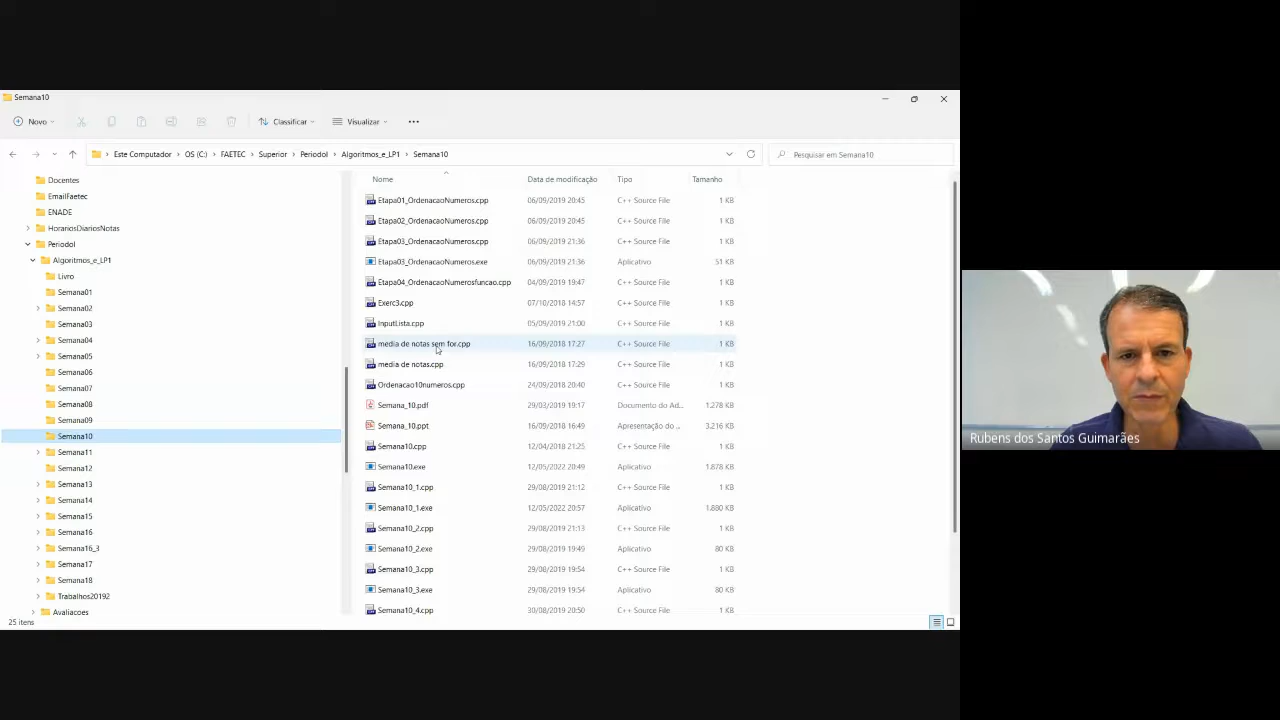 Semana10
Novo Classificar Visualizar •••
Este Computador > OS (C:) > FAETEC > Superior > PeriodoI > Algoritmos_e_LP1 > Semana10
Pesquisar em Semana10
Docentes
EmailFaetec
ENADE
HorariosDiariosNotas
PeriodoI
Algoritmos_e_LP1
Livro
Semana01
Semana02
Semana03
Semana04
Semana05
Semana06
Semana07
Semana08
Semana09
Semana10
Semana11
Semana12
Semana13
Semana14
Semana15
Semana16
Semana16_3
Semana17
Semana18
Trabalhos20192
Avaliacoes
25 itens
Nome Data de modificação Tipo Tamanho
Etapa01_OrdenacaoNumeros.cpp 06/09/2019 20:45 C++ Source File 1 KB
Etapa02_OrdenacaoNumeros.cpp 06/09/2019 20:45 C++ Source File 1 KB
Etapa03_OrdenacaoNumeros.cpp 06/09/2019 21:36 C++ Source File 1 KB
Etapa03_OrdenacaoNumeros.exe 06/09/2019 21:36 Aplicativo 51 KB
Etapa04_OrdenacaoNumerosfuncao.cpp 04/09/2019 19:47 C++ Source File 1 KB
Exerc3.cpp 07/10/2018 14:57 C++ Source File 1 KB
InputLista.cpp 05/09/2019 21:00 C++ Source File 1 KB
media de notas sem for.cpp 16/09/2018 17:27 C++ Source File 1 KB
media de notas.cpp 16/09/2018 17:29 C++ Source File 1 KB
Ordenacao10numeros.cpp 24/09/2018 20:40 C++ Source File 1 KB
Semana_10.pdf 29/03/2019 19:17 Documento do Ad... 1.278 KB
Semana_10.ppt 16/09/2018 16:49 Apresentação do ... 3.216 KB
Semana10.cpp 12/04/2018 21:25 C++ Source File 1 KB
Semana10.exe 12/05/2022 20:49 Aplicativo 1.878 KB
Semana10_1.cpp 29/08/2019 21:12 C++ Source File 1 KB
Semana10_1.exe 12/05/2022 20:57 Aplicativo 1.880 KB
Semana10_2.cpp 29/08/2019 21:13 C++ Source File 1 KB
Semana10_2.exe 29/08/2019 19:49 Aplicativo 80 KB
Semana10_3.cpp 29/08/2019 19:54 C++ Source File 1 KB
Semana10_3.exe 29/08/2019 19:54 Aplicativo 80 KB
Semana10_4.cpp 30/08/2019 20:50 C++ Source File 1 KB
Rubens dos Santos Guimarães